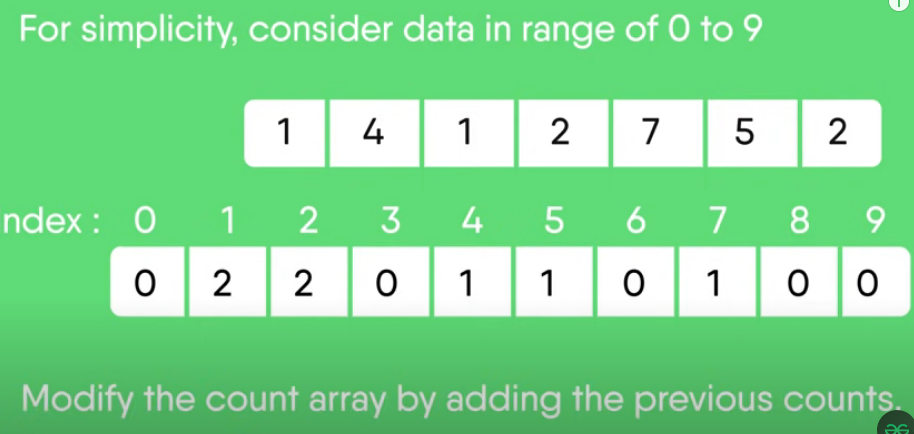 For simplicity, consider data in range of 0 to 9
1 4 1 2 7 5 2
ndex : 0 1 2 3 4 5 6 7 8 9
0 2 2 0 1 1 0 1 0 0
Modify the count array by adding the previous counts.